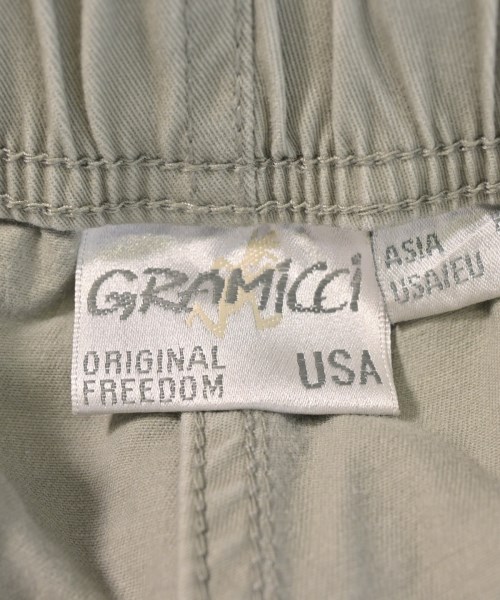 GRAMiCCi
ORIGINAL
FREEDOM
USA
ASIA
USA/EU